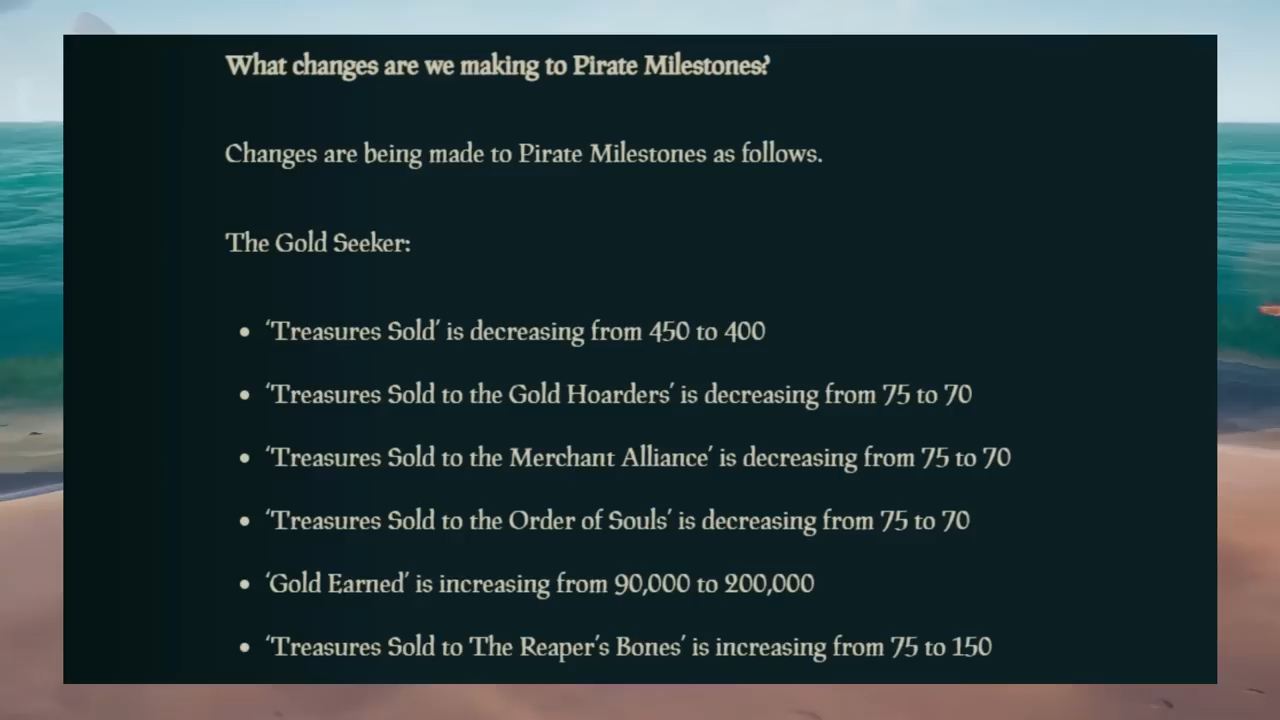 What changes are we making to Pirate Milestones?
Changes are being made to Pirate Milestones as follows.
The Gold Seeker:
• ‘Treasures Sold’ is decreasing from 450 to 400
• ‘Treasures Sold to the Gold Hoarders’ is decreasing from 75 to 70
• ‘Treasures Sold to the Merchant Alliance’ is decreasing from 75 to 70
• ‘Treasures Sold to the Order of Souls’ is decreasing from 75 to 70
• ‘Gold Earned’ is increasing from 90,000 to 200,000
• ‘Treasures Sold to The Reaper’s Bones’ is increasing from 75 to 150